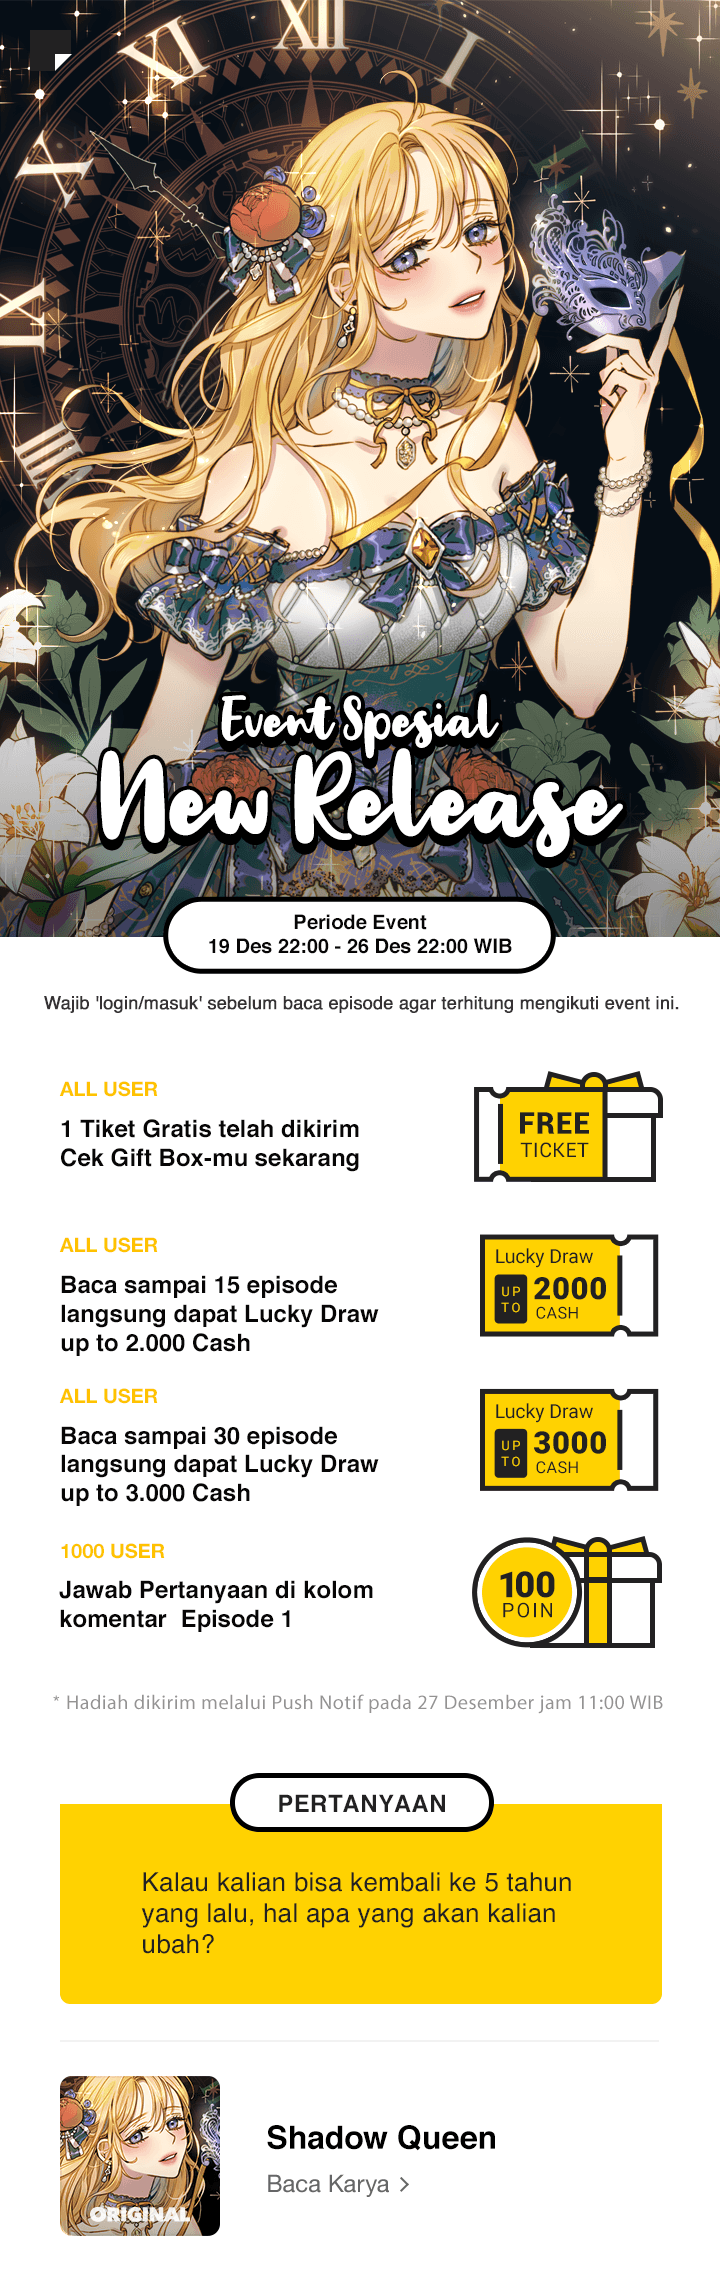 XI
XII
I
X
IX
VIII
Event Spesial
New Release
Periode Event
19 Des 22:00 - 26 Des 22:00 WIB
Wajib 'login/masuk' sebelum baca episode agar terhitung mengikuti event ini.
ALL USER
1 Tiket Gratis telah dikirim
Cek Gift Box-mu sekarang
FREE
TICKET
ALL USER
Baca sampai 15 episode
langsung dapat Lucky Draw
up to 2.000 Cash
Lucky Draw
UP TO 2000
CASH
ALL USER
Baca sampai 30 episode
langsung dapat Lucky Draw
up to 3.000 Cash
Lucky Draw
UP TO 3000
CASH
1000 USER
Jawab Pertanyaan di kolom
komentar  Episode 1
100
POIN
* Hadiah dikirim melalui Push Notif pada 27 Desember jam 11:00 WIB
PERTANYAAN
Kalau kalian bisa kembali ke 5 tahun
yang lalu, hal apa yang akan kalian
ubah?
ORIGINAL
Shadow Queen
Baca Karya >